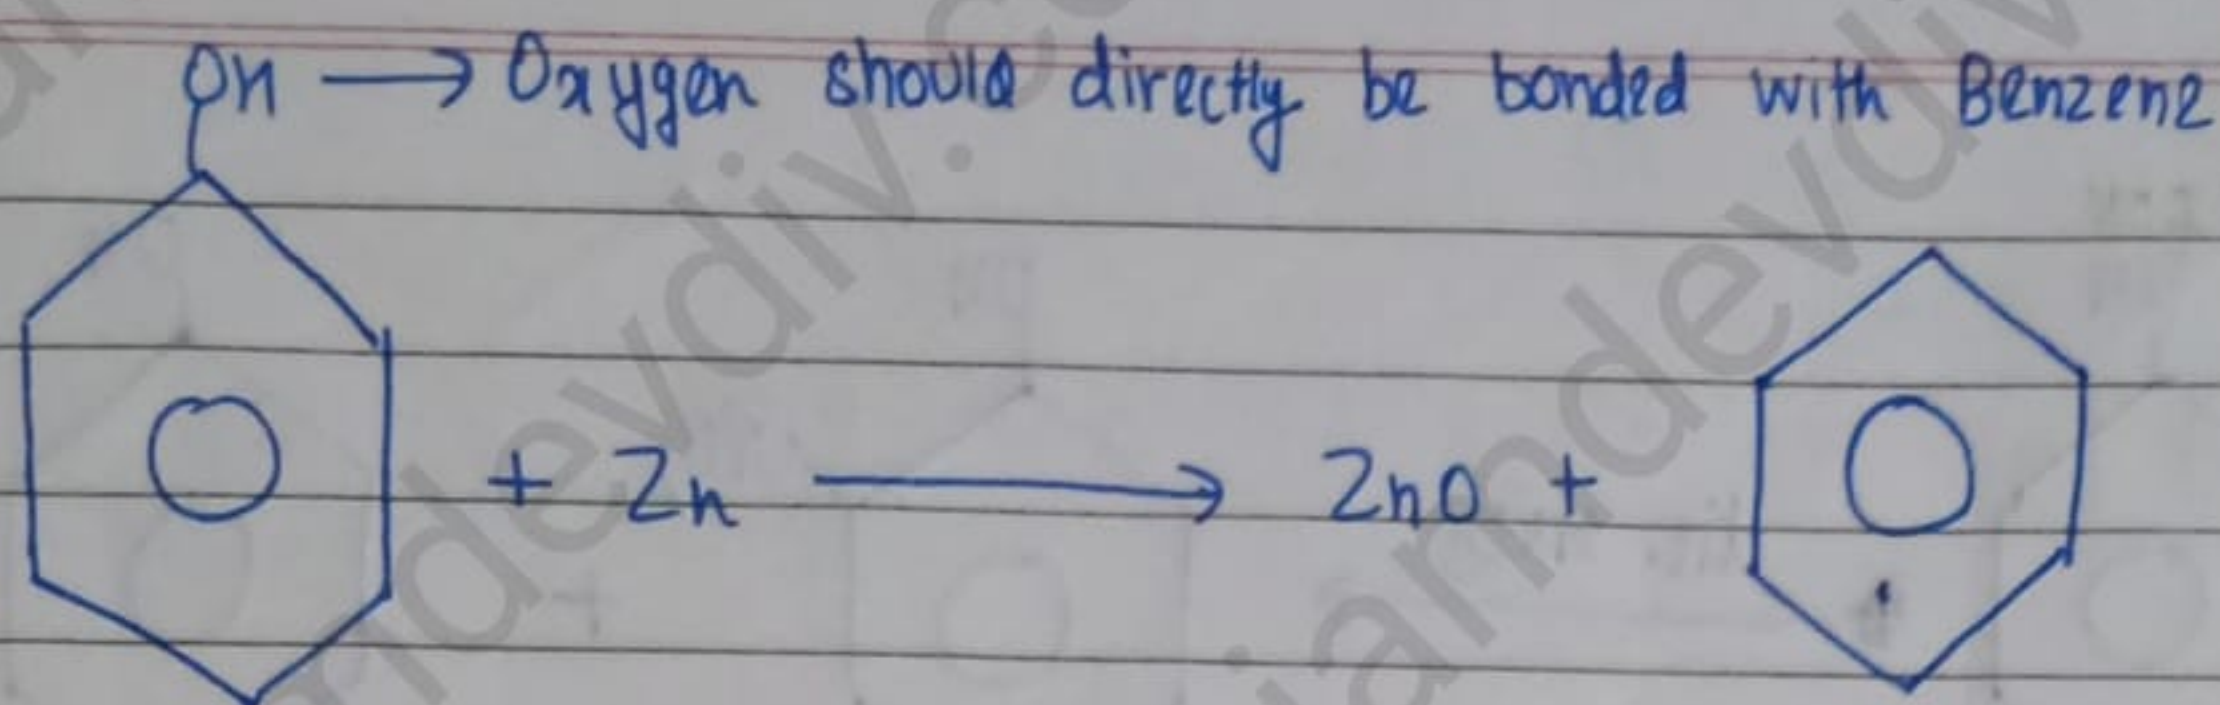 OH → Oxygen should directly be bonded with Benzene
+ Zn → ZnO +